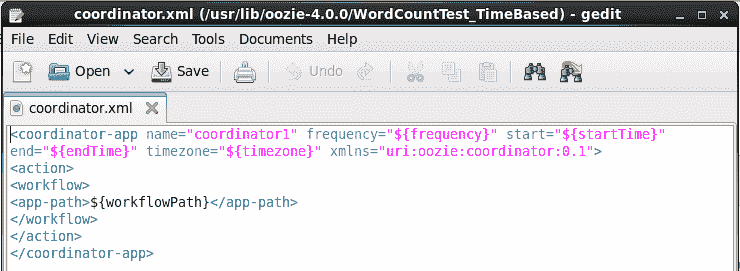 coordinator.xml (/usr/lib/oozie-4.0.0/WordCountTest_TimeBased) - gedit
File Edit View Search Tools Documents Help
Open Save Undo
coordinator.xml
<coordinator-app name="coordinator1" frequency="${frequency}" start="${startTime}"
end="${endTime}" timezone="${timezone}" xmlns="uri:oozie:coordinator:0.1">
<action>
<workflow>
<app-path>${workflowPath}</app-path>
</workflow>
</action>
</coordinator-app>